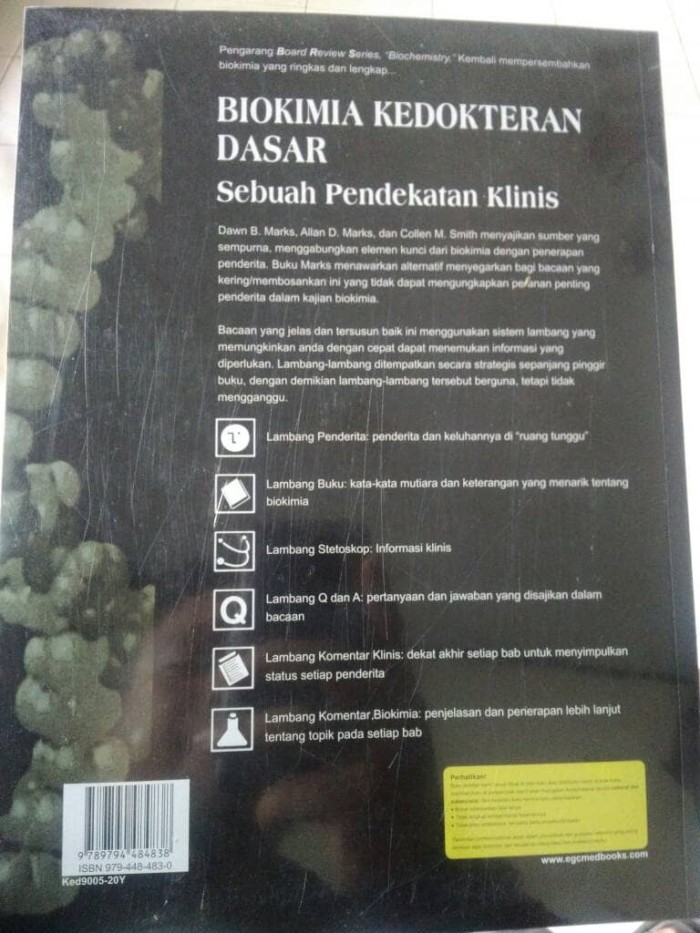 Pengarang Board Review Series, "Biochemistry." Kembali mempersembahkan
biokimia yang ringkas dan lengkap...
BIOKIMIA KEDOKTERAN
DASAR
Sebuah Pendekatan Klinis
Dawn B. Marks, Allan D. Marks, dan Collen M. Smith menyajikan sumber yang
sempurna, menggabungkan elemen kunci dari biokimia dengan penerapan
penderita. Buku Marks menawarkan alternatif menyegarkan bagi bacaan yang
kering/membosankan ini yang tidak dapat mengungkapkan peranan penting
penderita dalam kajian biokimia.
Bacaan yang jelas dan tersusun baik ini menggunakan sistem lambang yang
memungkinkan anda dengan cepat dapat menemukan informasi yang
diperlukan. Lambang-lambang ditempatkan secara strategis sepanjang pinggir
buku, dengan demikian lambang-lambang tersebut berguna, tetapi tidak
mengganggu.
Lambang Penderita: penderita dan keluhannya di "ruang tunggu"
Lambang Buku: kata-kata mutiara dan keterangan yang menarik tentang
biokimia
Lambang Stetoskop: Informasi klinis
Q
Lambang Q dan A: pertanyaan dan jawaban yang disajikan dalam
bacaan
Lambang Komentar Klinis: dekat akhir setiap bab untuk menyimpulkan
status setiap penderita
Lambang Komentar,Biokimia: penjelasan dan penerapan lebih lanjut
tentang topik pada setiap bab
Perhatian!
www.egcmedbooks.com
9 789794 484838
ISBN 979-448-483-0
Ked9005-20Y